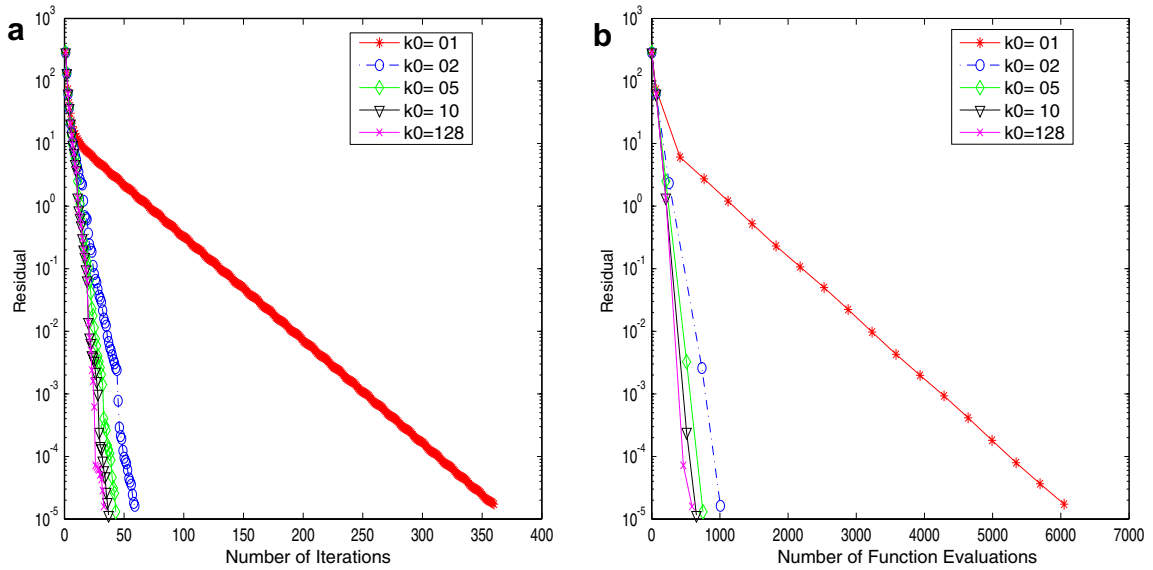 a
10^3
10^2
10^1
10^0
10^-1
10^-2
10^-3
10^-4
10^-5
Residual
0 50 100 150 200 250 300 350 400
Number of Iterations
k0= 01
k0= 02
k0= 05
k0= 10
k0=128
b
10^3
10^2
10^1
10^0
10^-1
10^-2
10^-3
10^-4
10^-5
Residual
0 1000 2000 3000 4000 5000 6000 7000
Number of Function Evaluations
k0= 01
k0= 02
k0= 05
k0= 10
k0=128